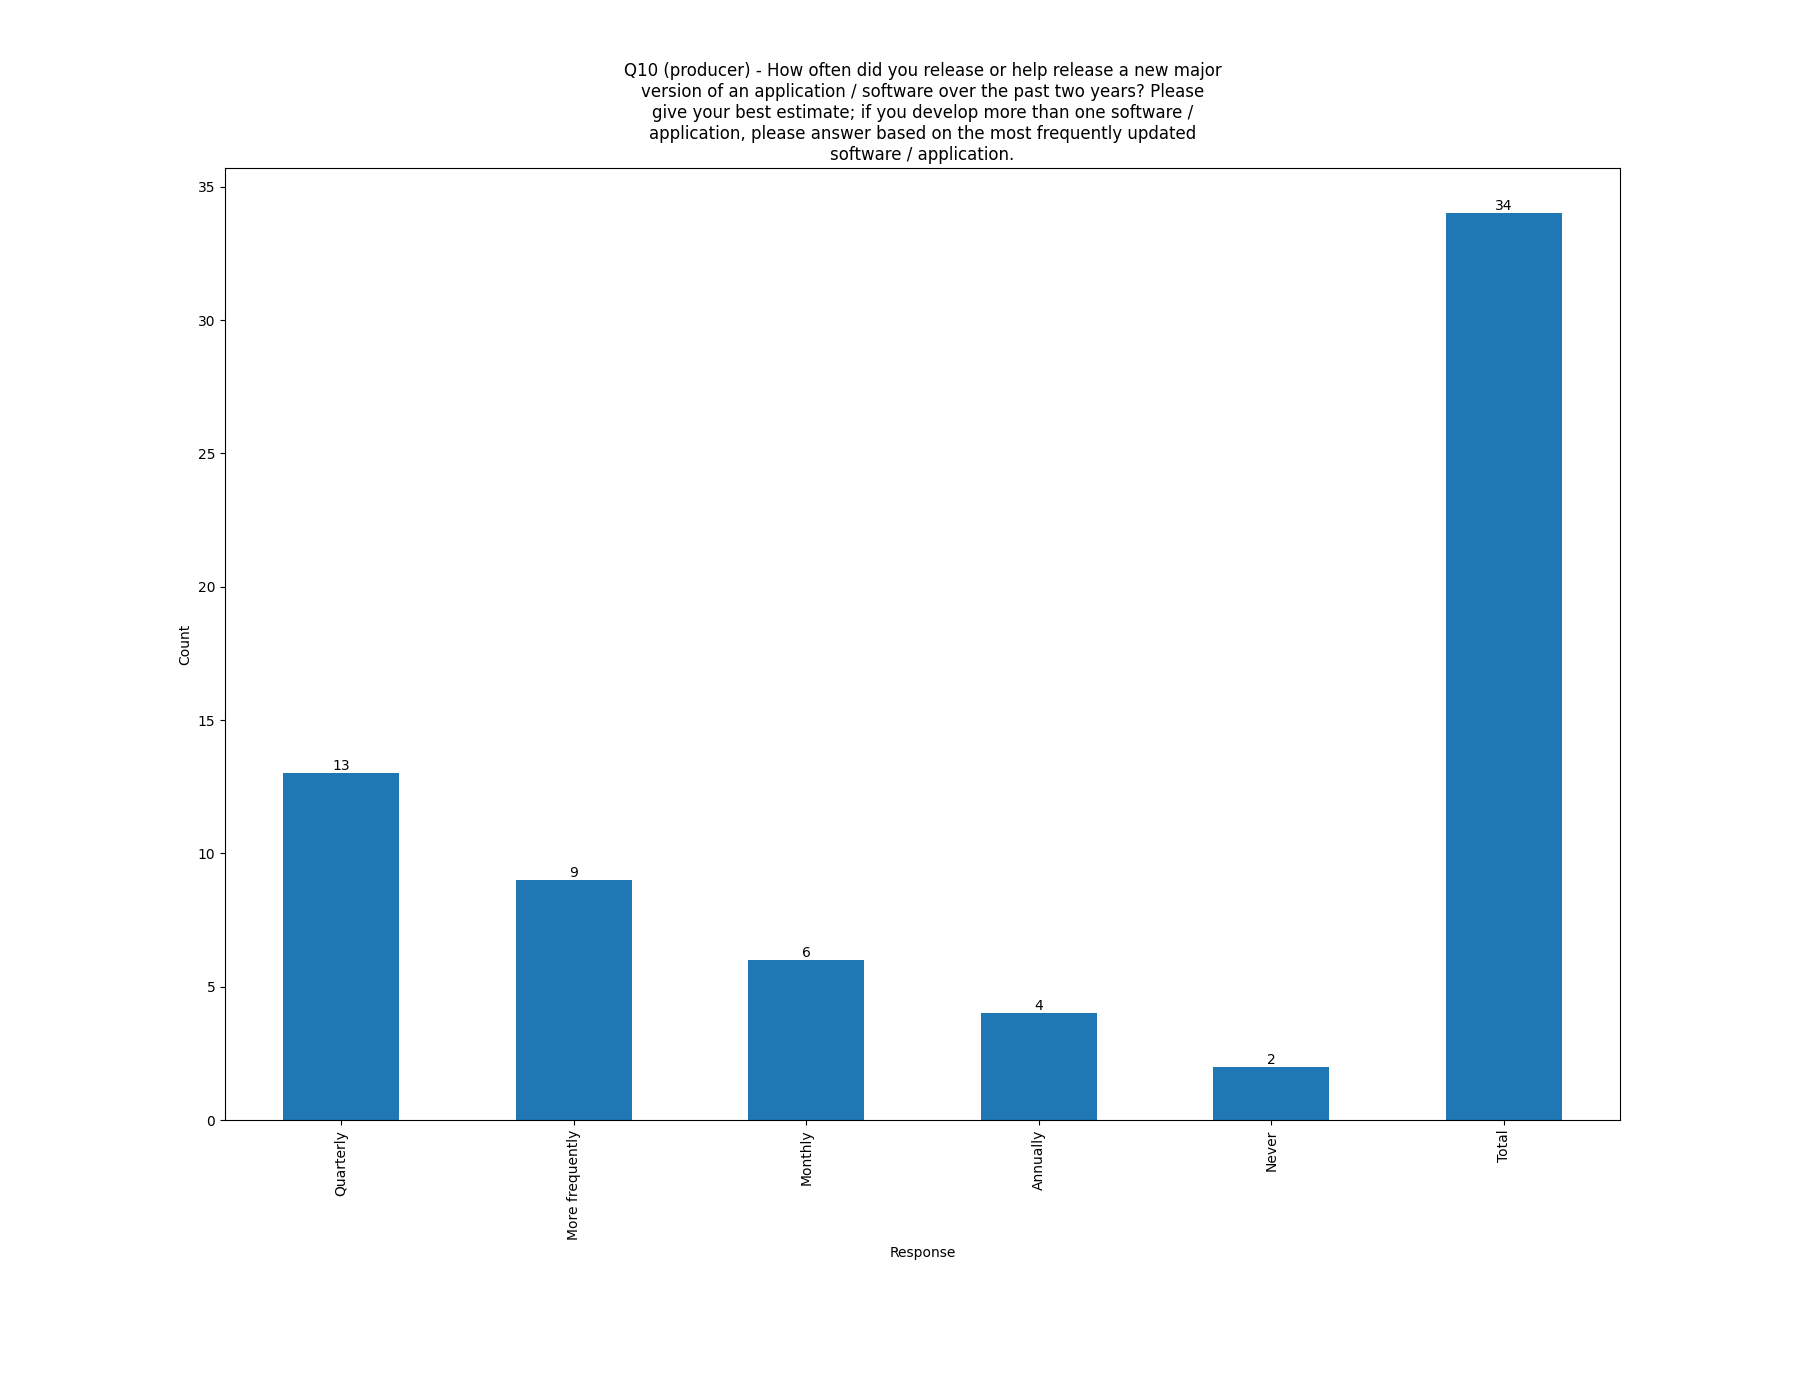 Q10 (producer) - How often did you release or help release a new major
version of an application / software over the past two years? Please
give your best estimate; if you develop more than one software /
application, please answer based on the most frequently updated
software / application.
35
30
25
20
15
10
5
0
Count
13
9
6
4
2
34
Quarterly
More frequently
Monthly
Annually
Never
Total
Response